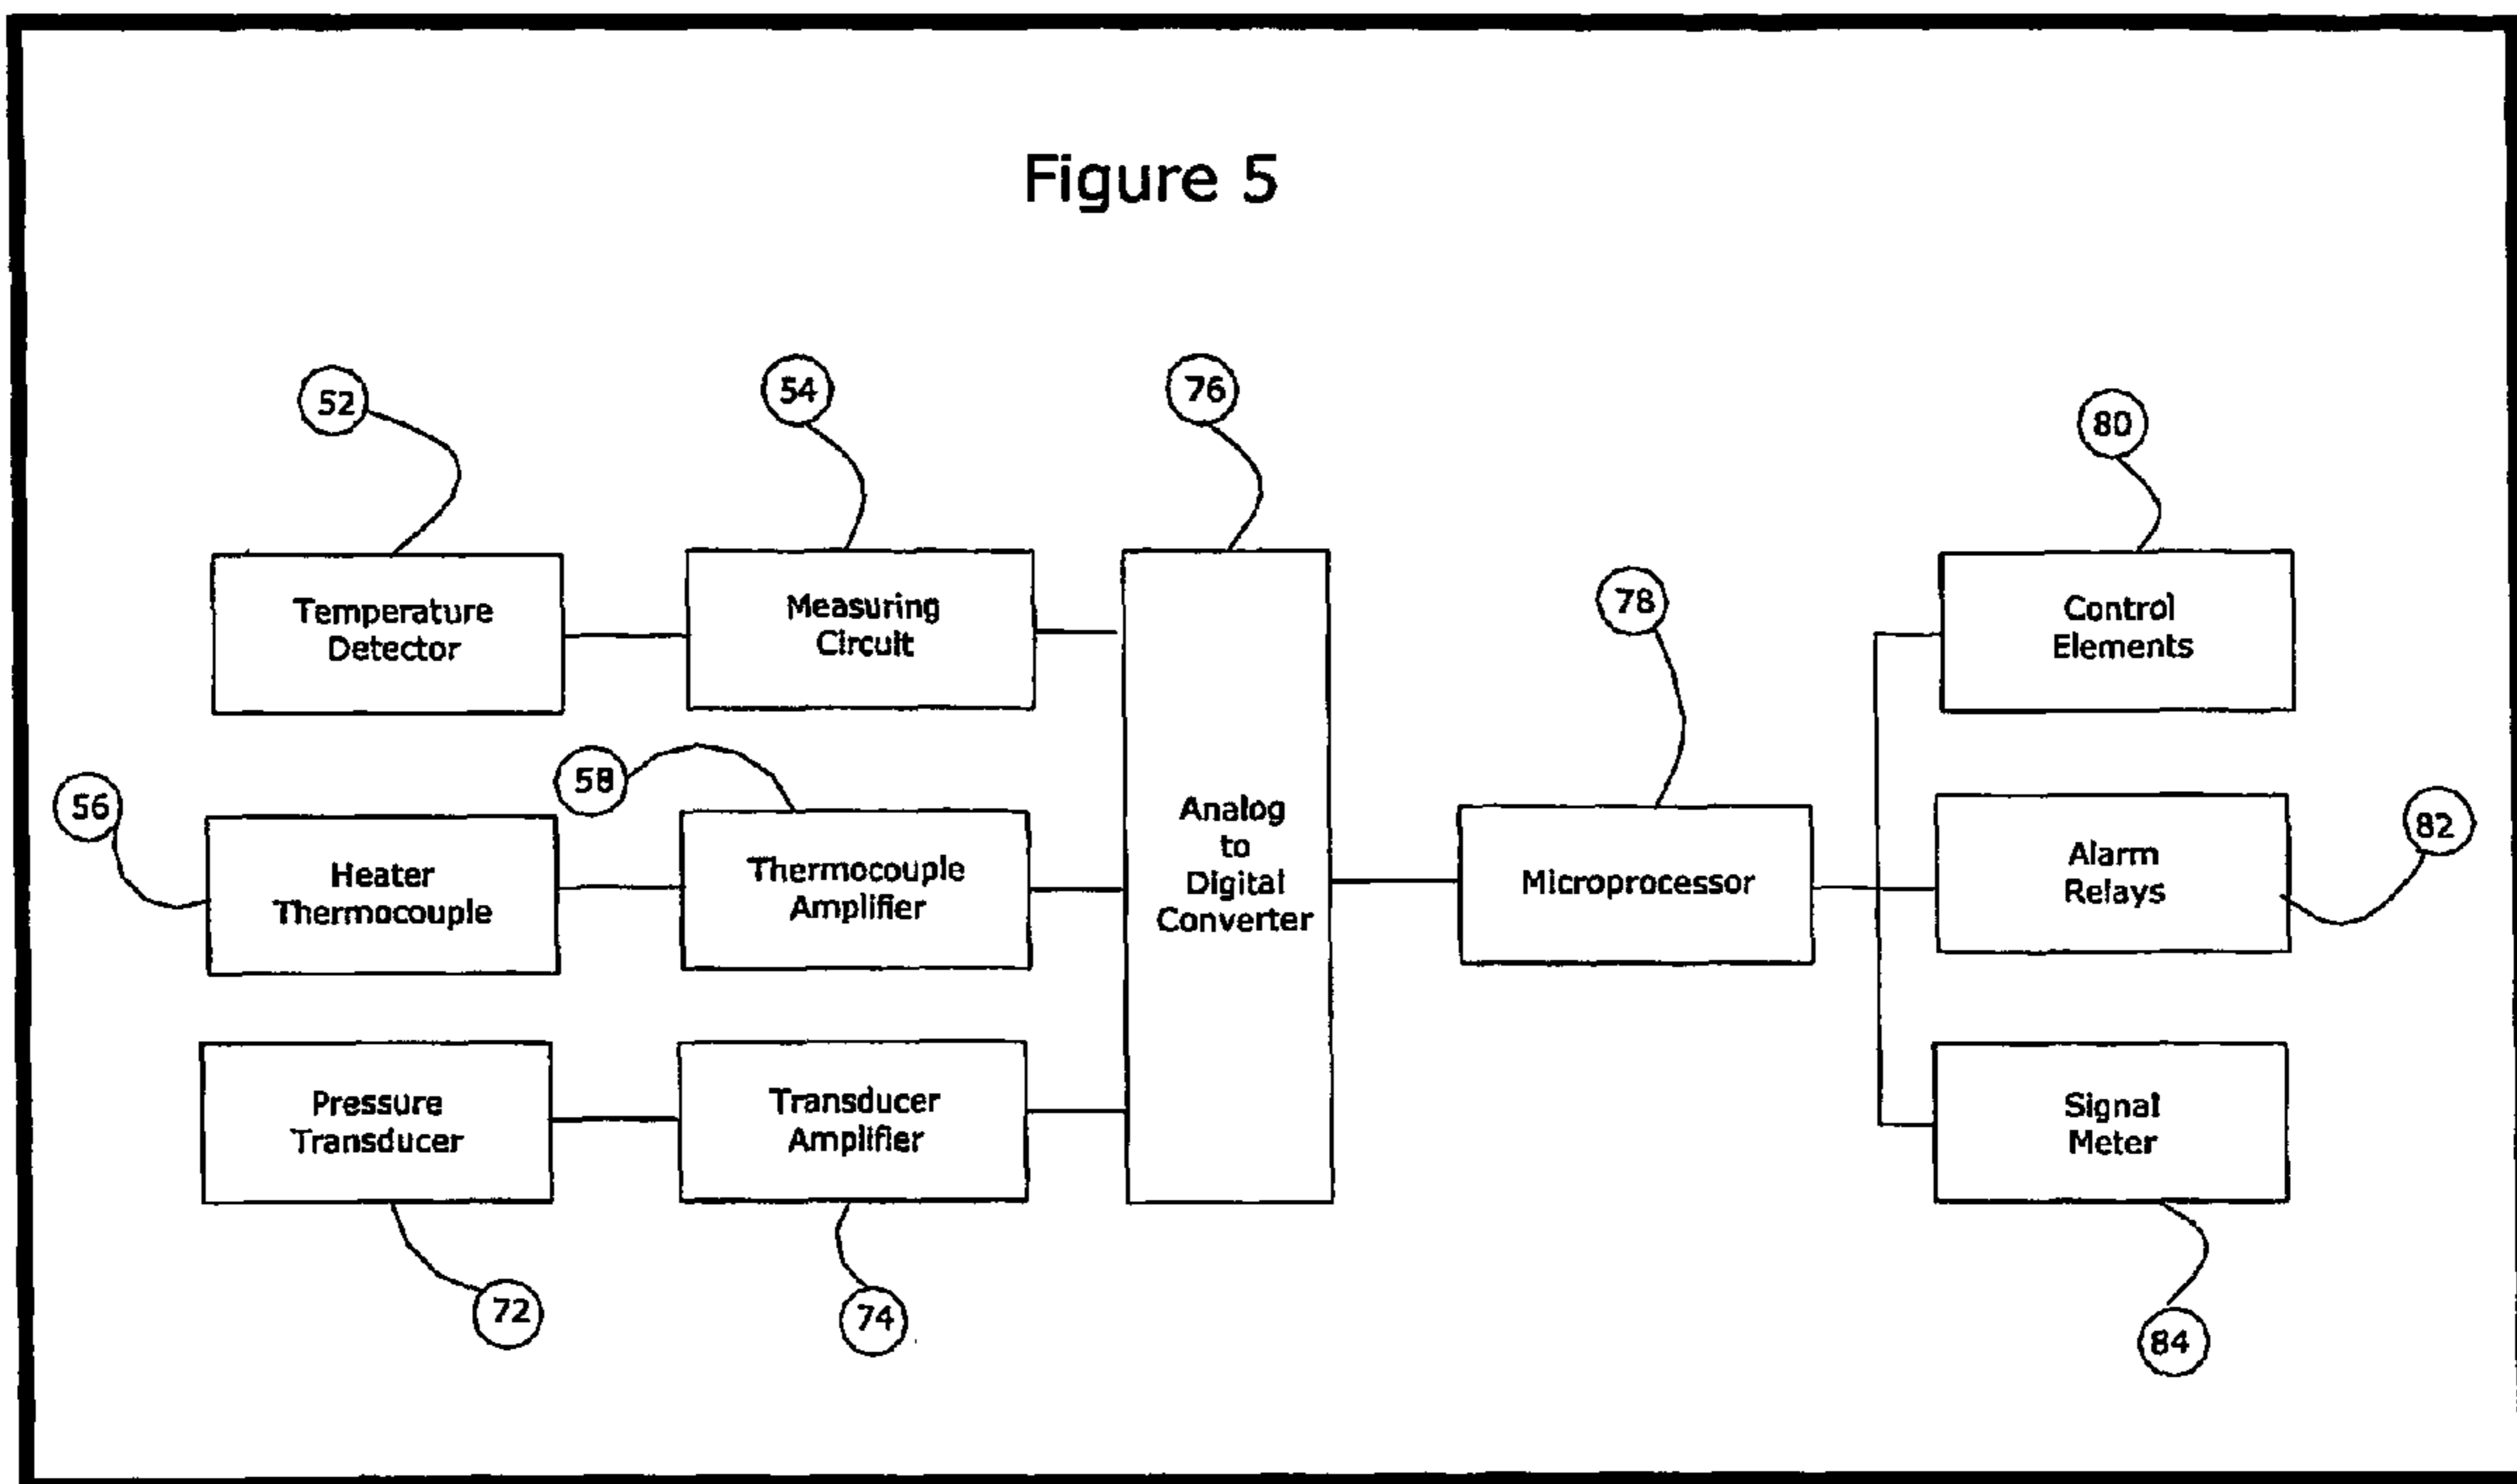 Figure 5
52
54
76
80
Temperature
Detector
Measuring
Circuit
78
Control
Elements
56
58
82
Heater
Thermocouple
Thermocouple
Amplifier
Analog
to
Digital
Converter
Microprocessor
Alarm
Relays
Pressure
Transducer
Transducer
Amplifier
Signal
Meter
72
74
84